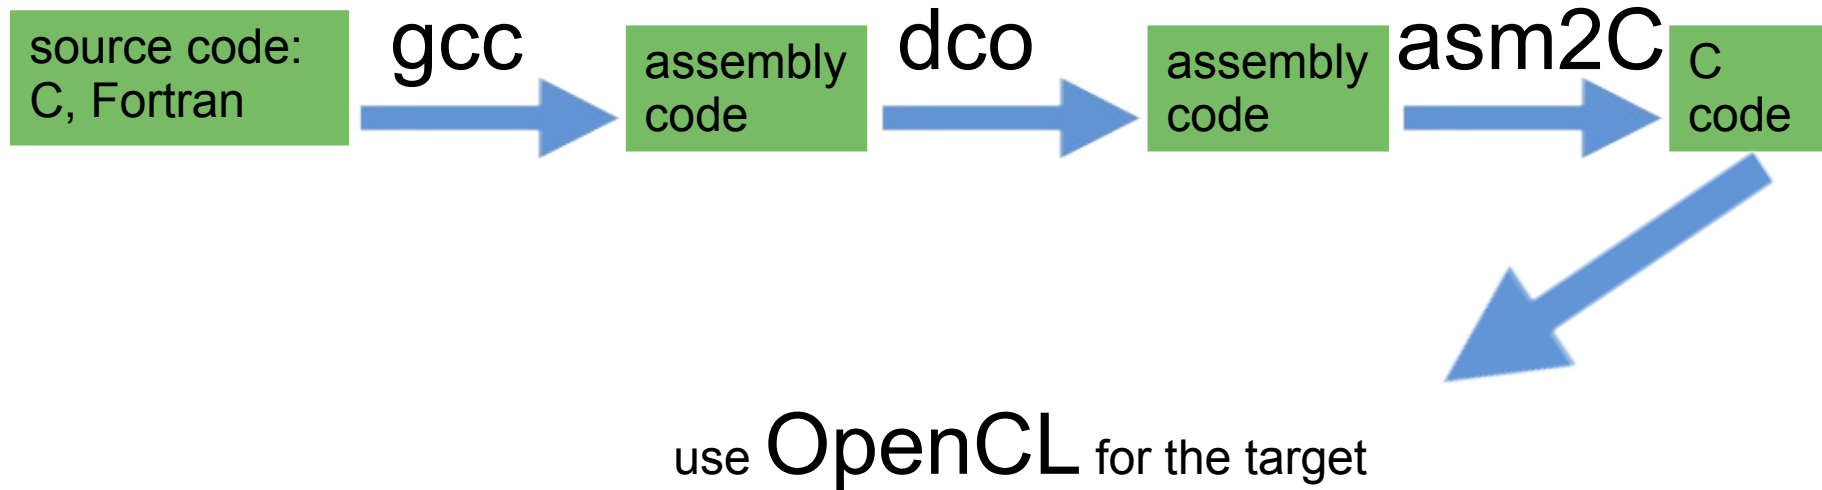 source code:
C, Fortran
gcc
assembly
code
dco
assembly
code
asm2C
C
code
use OpenCL for the target